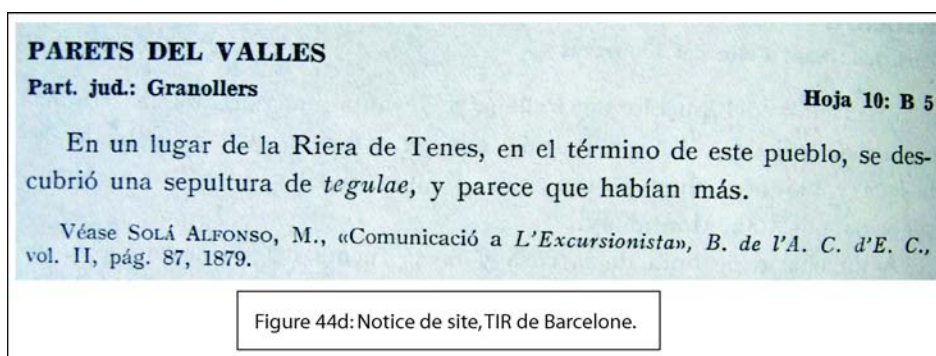 PARETS DEL VALLES
Part. jud.: Granollers
Hoja 10: B 5
En un lugar de la Riera de Tenes, en el término de este pueblo, se des-
cubrió una sepultura de tegulae, y parece que habían más.
Véase SOLÁ ALFONSO, M., «Comunicació a L'Excursionista», B. de l'A. C. d'E. C.,
vol. II, pág. 87, 1879.
Figure 44d: Notice de site, TIR de Barcelone.